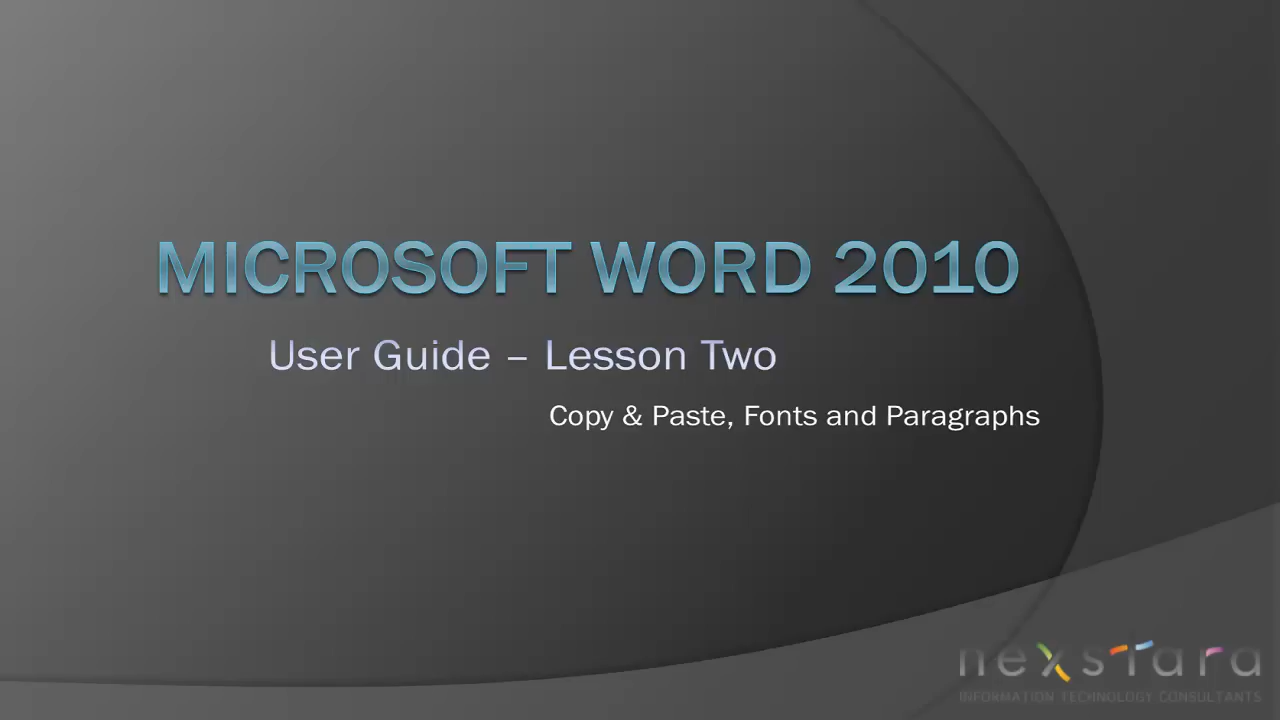 MICROSOFT WORD 2010
User Guide – Lesson Two
Copy & Paste, Fonts and Paragraphs
nexstara
INFORMATION TECHNOLOGY CONSULTANTS